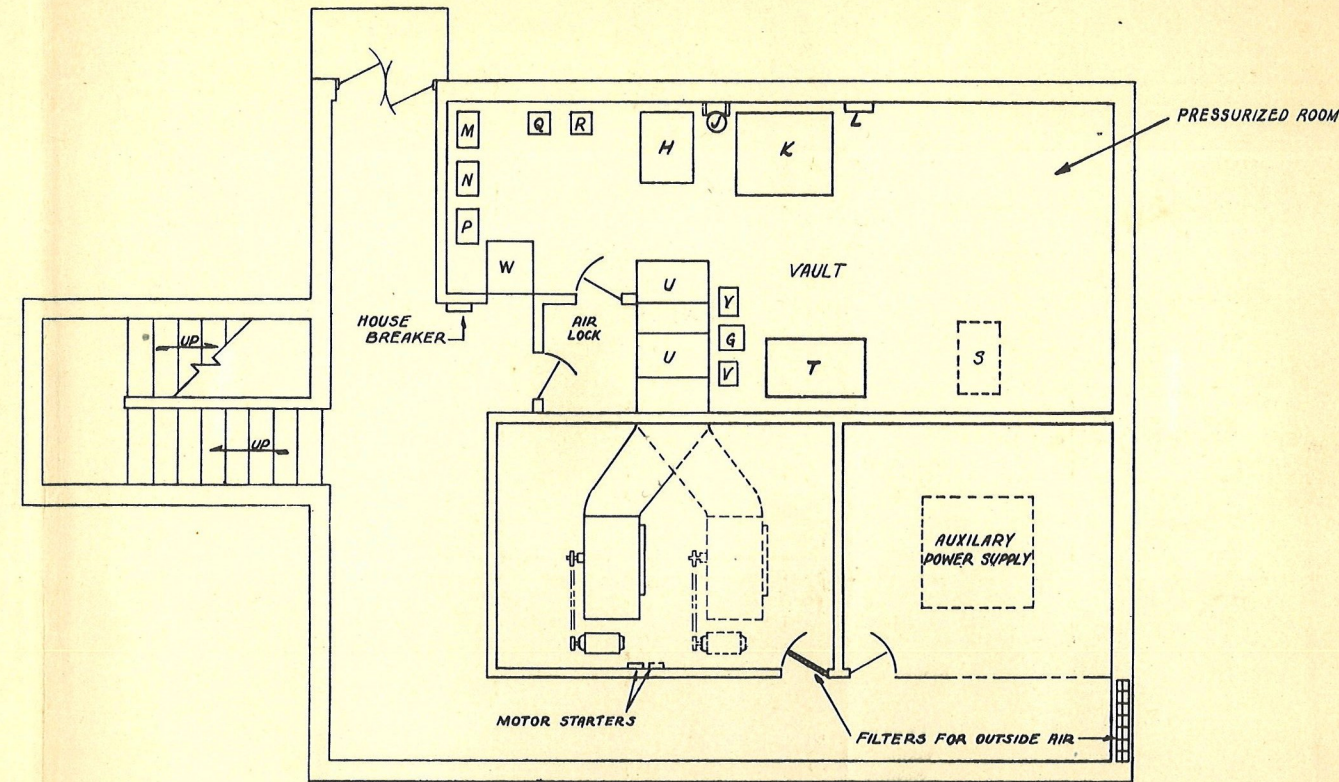 PRESSURIZED ROOM
M
Q
R
H
J
K
L
N
P
W
VAULT
U
HOUSE
BREAKER
AIR
LOCK
Y
G
V
U
T
S
UP
UP
AUXILARY
POWER SUPPLY
MOTOR STARTERS
FILTERS FOR OUTSIDE AIR